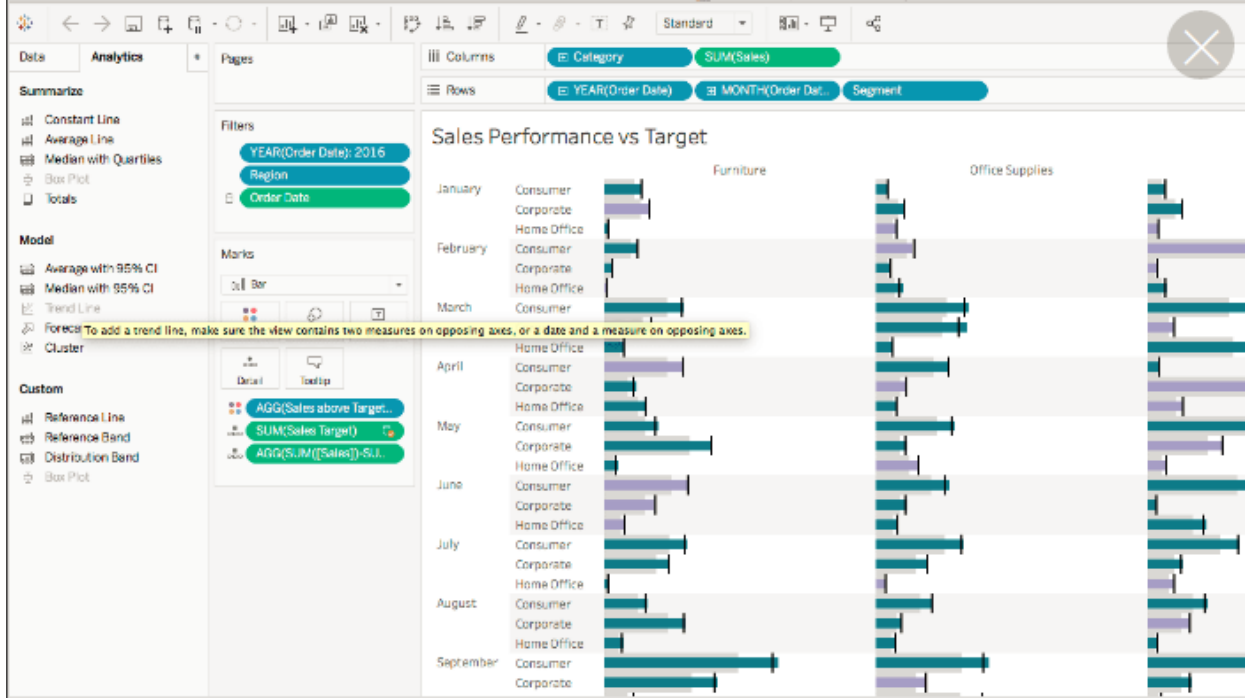 Standard
Data
Analytics
Pages
Columns
Category
SUM(Sales)
Rows
YEAR(Order Date)
MONTH(Order Dat..
Segment
Summarize
Constant Line
Average Line
Median with Quartiles
Box Plot
Totals
Model
Average with 95% CI
Median with 95% CI
Trend Line
Foreca
Cluster
Custom
Reference Line
Reference Band
Distribution Band
Box Plot
Filters
YEAR(Order Date): 2016
Region
Order Date
Marks
Bar
To add a trend line, make sure the view contains two measures on opposing axes, or a date and a measure on opposing axes.
Detail
Tooltip
AGG(Sales above Target..
SUM(Sales Target)
AGG(SUM([Sales])-SU..
Sales Performance vs Target
Furniture
Office Supplies
January
Consumer
Corporate
Home Office
February
Consumer
Corporate
Home Office
March
Consumer
Home Office
April
Consumer
Corporate
Home Office
May
Consumer
Corporate
Home Office
June
Consumer
Corporate
Home Office
July
Consumer
Corporate
Home Office
August
Consumer
Corporate
Home Office
September
Consumer
Corporate